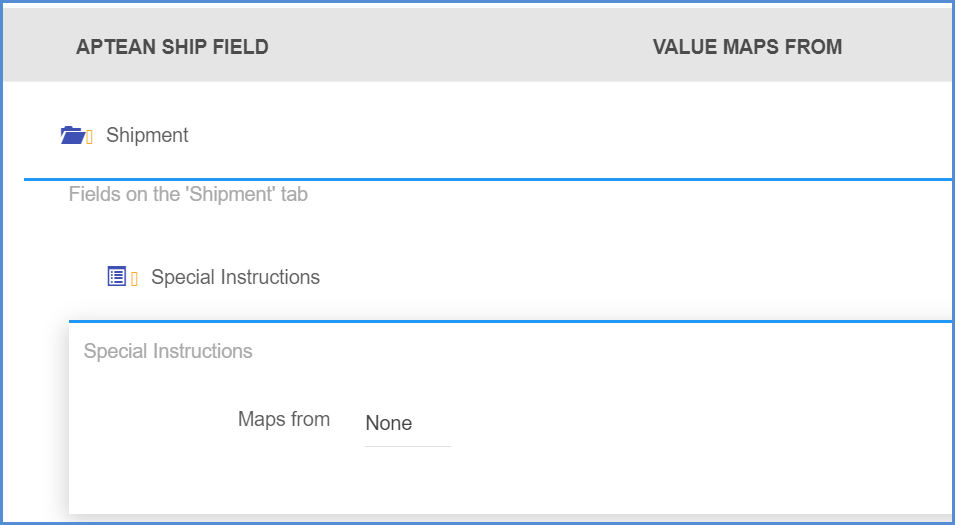 APTEAN SHIP FIELD VALUE MAPS FROM
Shipment
Fields on the 'Shipment' tab
Special Instructions
Special Instructions
Maps from None